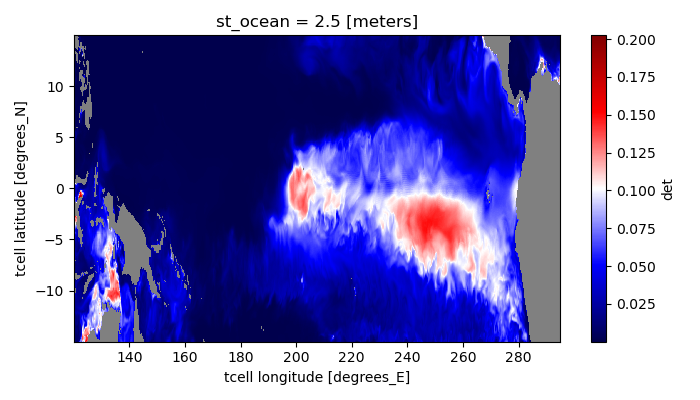 st_ocean = 2.5 [meters]
tcell latitude [degrees_N]
10
5
0
−5
−10
140 160 180 200 220 240 260 280
tcell longitude [degrees_E]
0.200
0.175
0.150
0.125
0.100
0.075
0.050
0.025
det